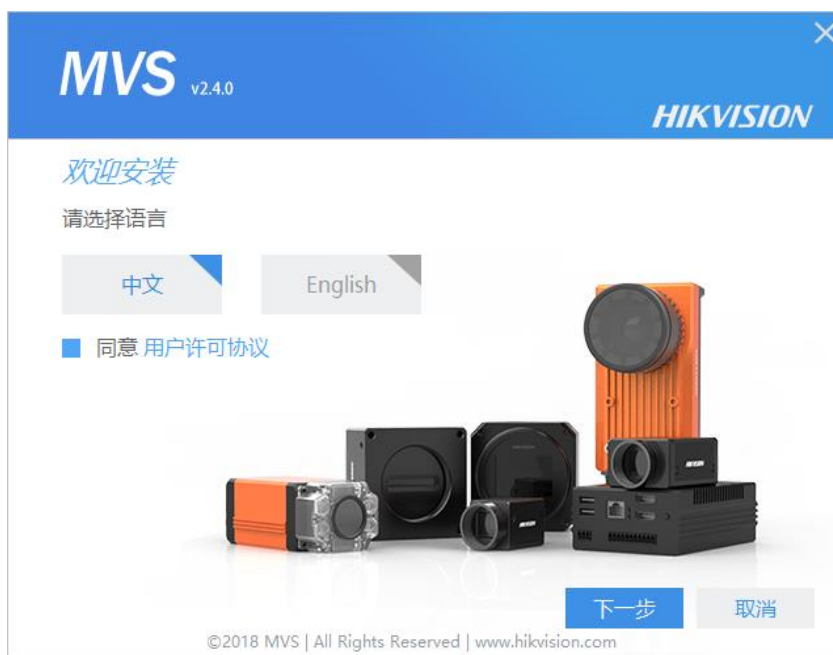 MVS v2.4.0
HIKVISION
欢迎安装
请选择语言
中文 English
同意 用户许可协议
下一步 取消
©2018 MVS | All Rights Reserved | www.hikvision.com